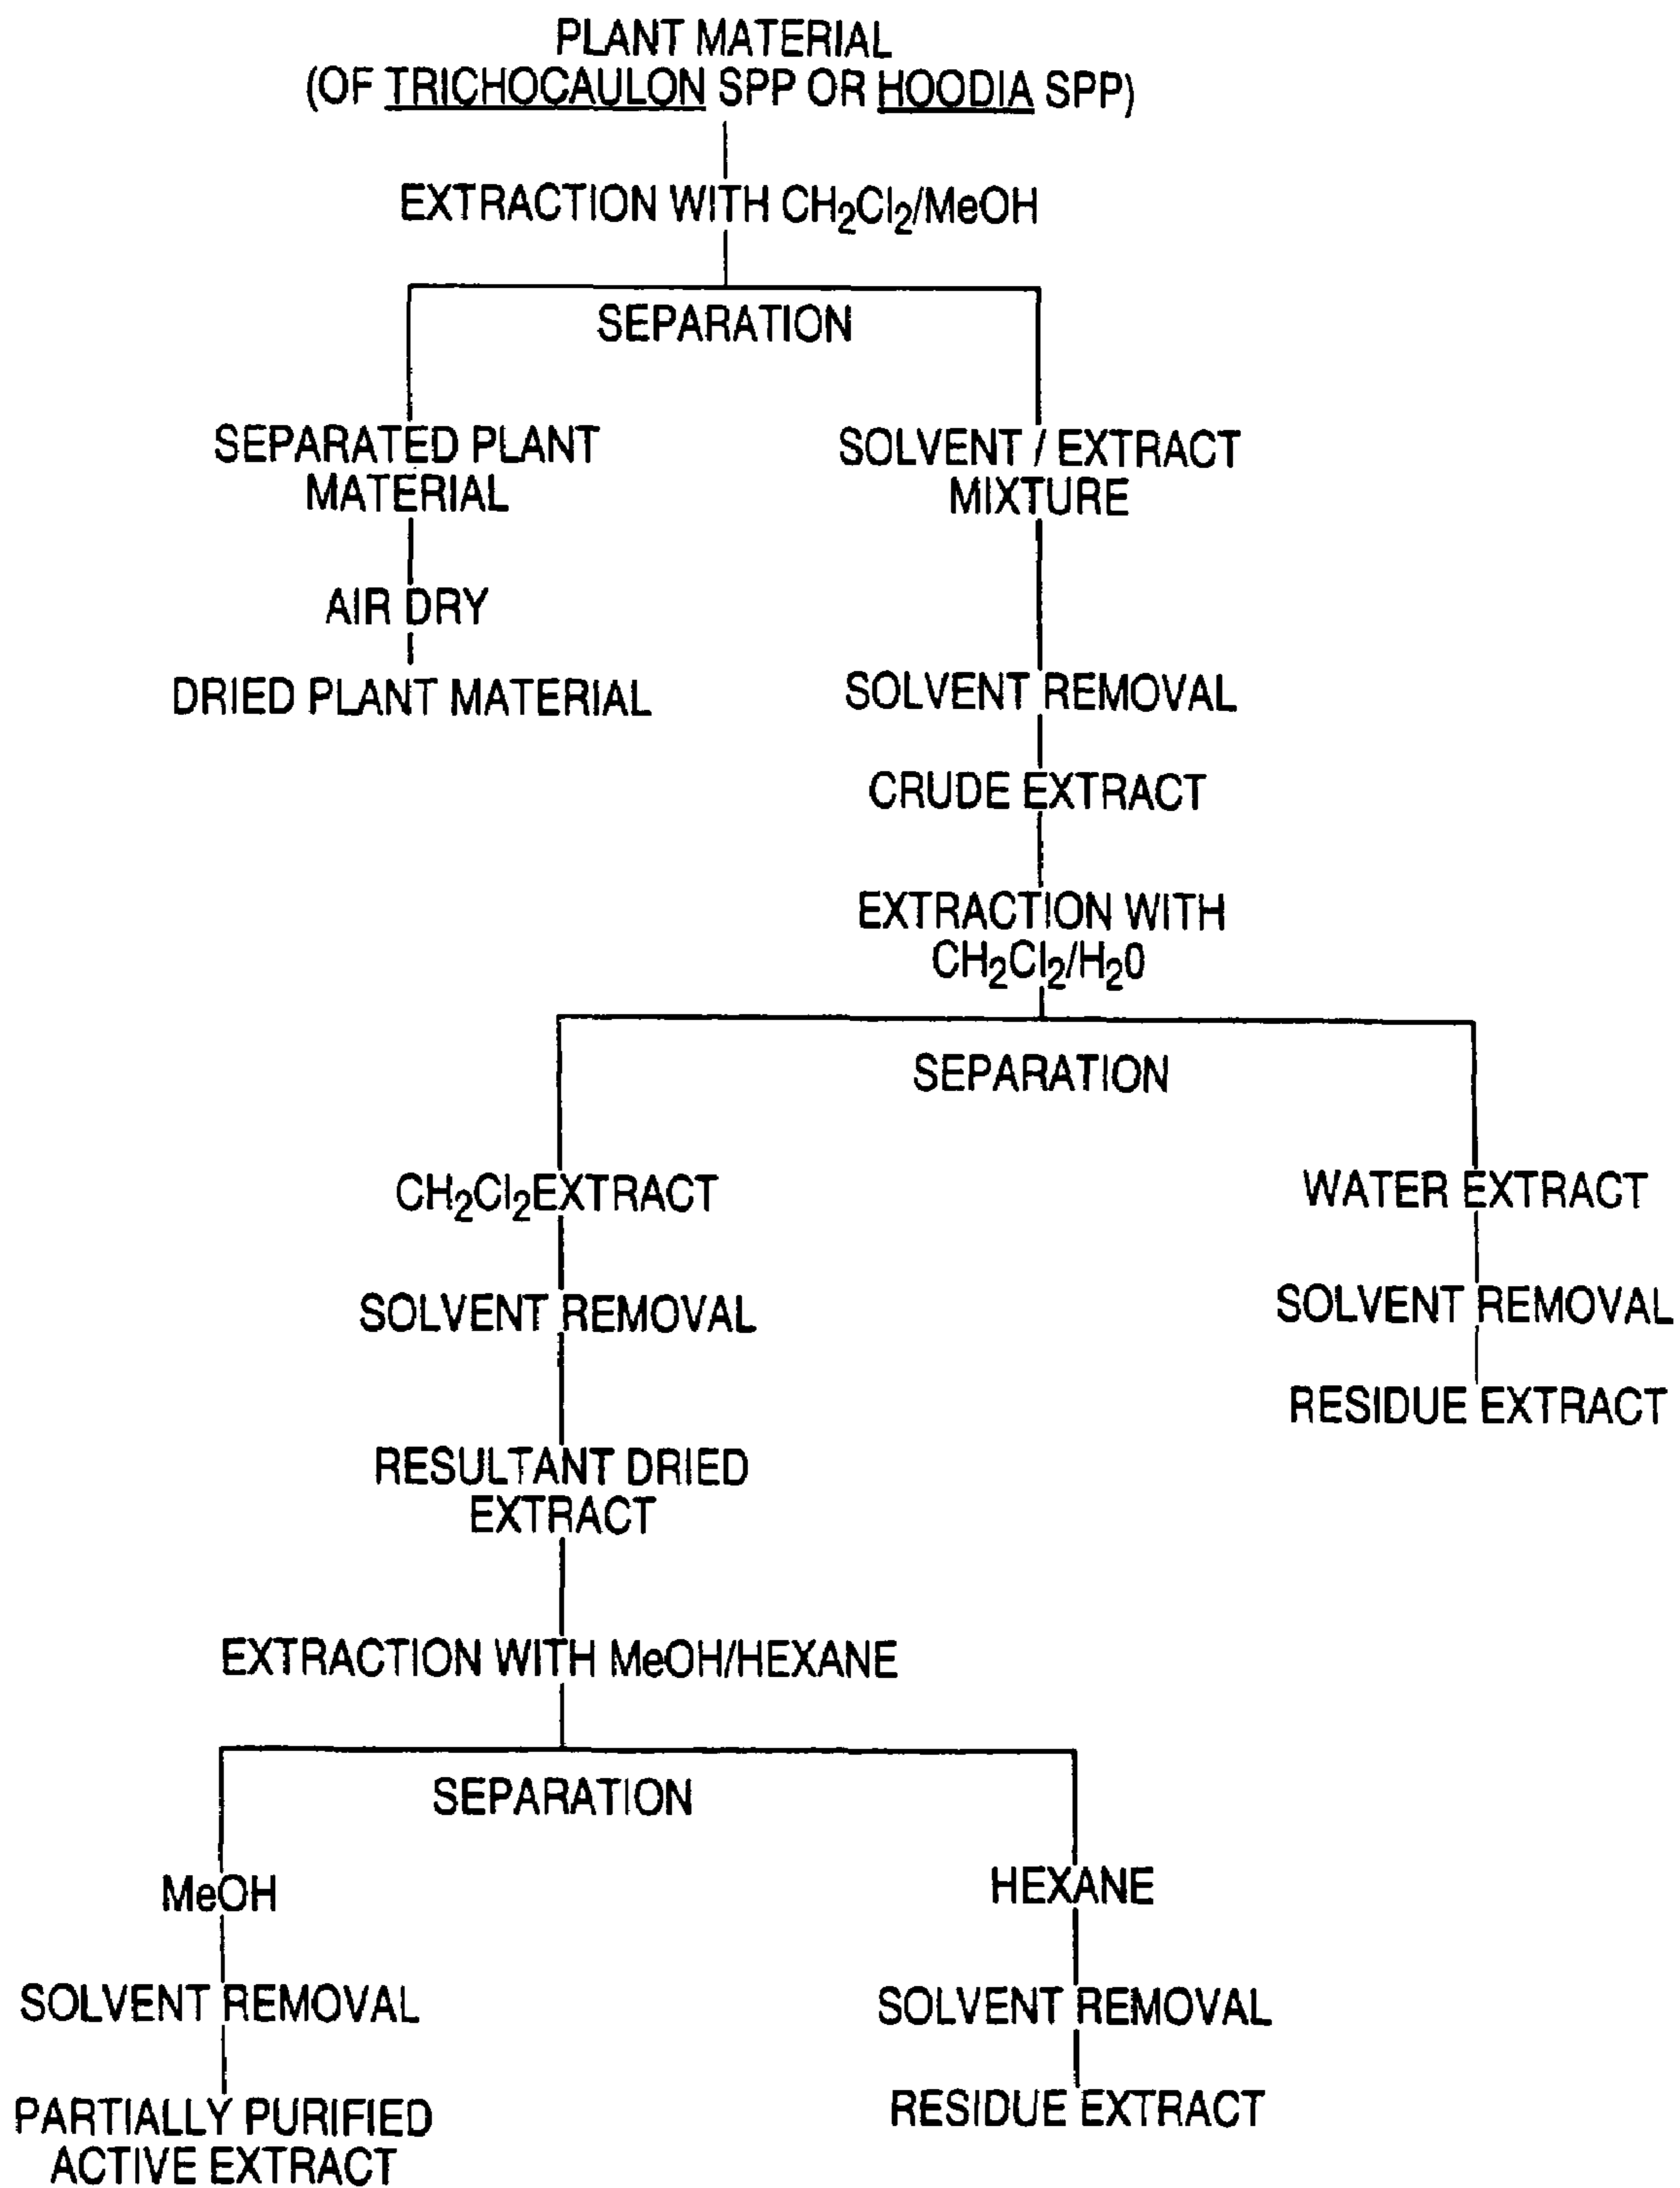 PLANT MATERIAL
(OF TRICHOCAULON SPP OR HOODIA SPP)
EXTRACTION WITH CH₂Cl₂/MeOH
SEPARATION
SEPARATED PLANT
MATERIAL
AIR DRY
DRIED PLANT MATERIAL
SOLVENT / EXTRACT
MIXTURE
SOLVENT REMOVAL
CRUDE EXTRACT
EXTRACTION WITH
CH₂Cl₂/H₂0
SEPARATION
CH₂Cl₂EXTRACT
SOLVENT REMOVAL
RESULTANT DRIED
EXTRACT
WATER EXTRACT
SOLVENT REMOVAL
RESIDUE EXTRACT
EXTRACTION WITH MeOH/HEXANE
SEPARATION
MeOH
SOLVENT REMOVAL
PARTIALLY PURIFIED
ACTIVE EXTRACT
HEXANE
SOLVENT REMOVAL
RESIDUE EXTRACT